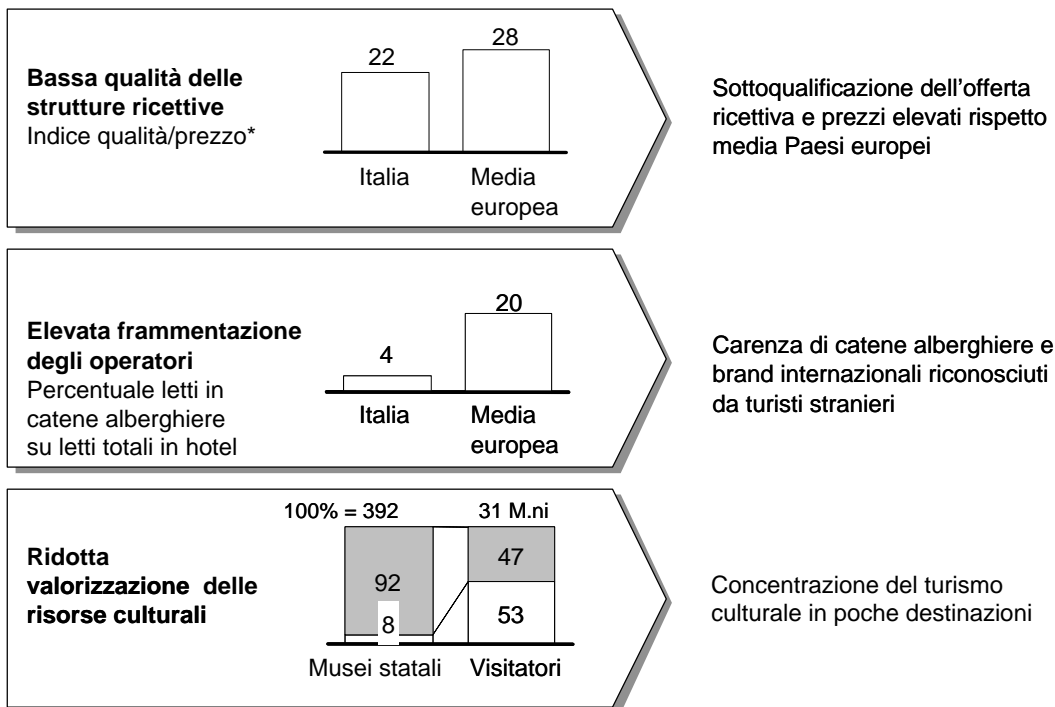 Bassa qualità delle
strutture ricettive
Indice qualità/prezzo*
22
28
Italia
Media
europea
Sottoqualificazione dell'offerta
ricettiva e prezzi elevati rispetto
media Paesi europei
Elevata frammentazione
degli operatori
Percentuale letti in
catene alberghiere
su letti totali in hotel
4
20
Italia
Media
europea
Carenza di catene alberghiere e
brand internazionali riconosciuti
da turisti stranieri
Ridotta
valorizzazione delle
risorse culturali
100% = 392
31 M.ni
92
8
47
53
Musei statali
Visitatori
Concentrazione del turismo
culturale in poche destinazioni